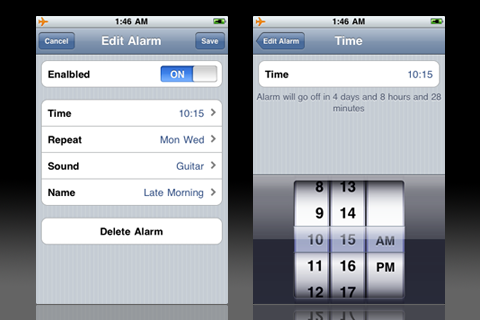 1:46 AM
Cancel Edit Alarm Save
Enalbled ON
Time 10:15
Repeat Mon Wed
Sound Guitar
Name Late Morning
Delete Alarm
1:46 AM
Edit Alarm Time
Time 10:15
Alarm will go off in 4 days and 8 hours and 28
minutes
8 13
9 14
10 15 AM
11 16 PM
12 17